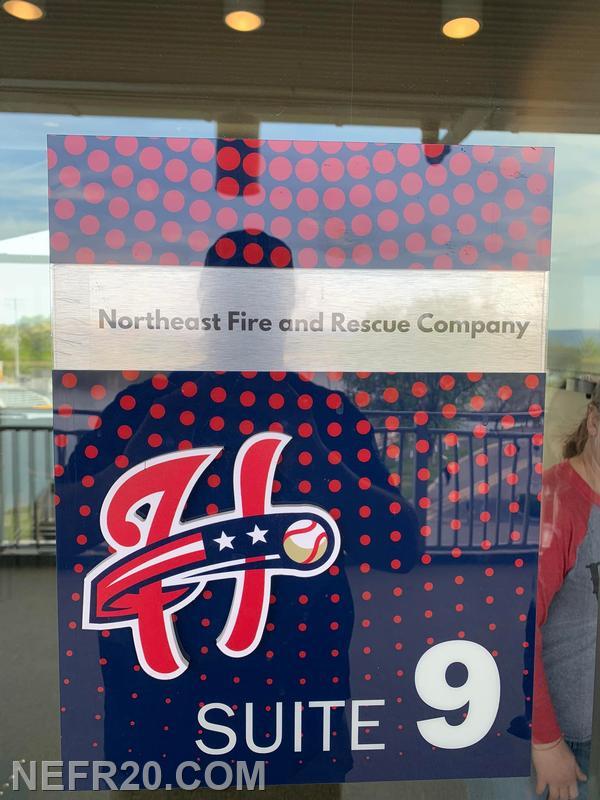 Northeast Fire and Rescue Company
H
SUITE 9
NEFR20.COM